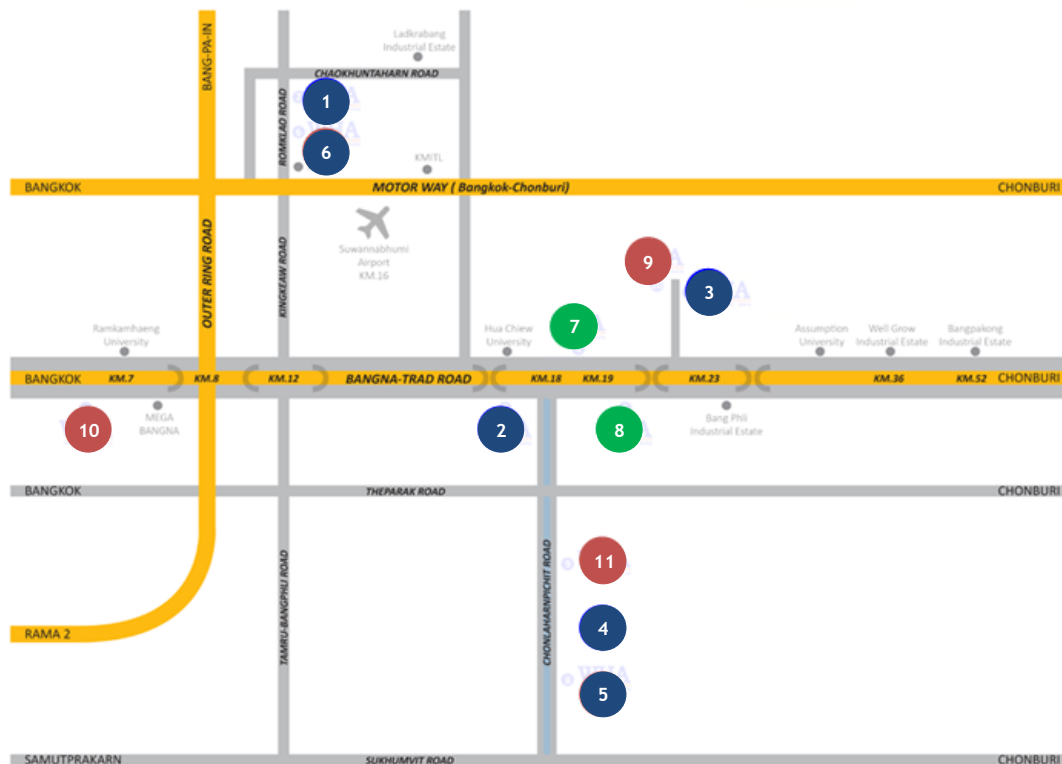 BANG-PA-IN
Ladkrabang
Industrial Estate
CHAOKHUNTAHARN ROAD
1
ROMKLAO ROAD
6
KMITL
BANGKOK
MOTOR WAY ( Bangkok-Chonburi)
CHONBURI
OUTER RING ROAD
KINGKEAW ROAD
Suwannabhumi
Airport
KM.16
9
3
7
Ramkamhaeng
University
Hua Chiew
University
Assumption
University
Well Grow
Industrial Estate
Bangpakong
Industrial Estate
BANGKOK
KM.7
KM.8
KM.12
BANGNA-TRAD ROAD
KM.18
KM.19
KM.23
KM.36
KM.52
CHONBURI
10
MEGA
BANGNA
2
8
Bang Phli
Industrial Estate
BANGKOK
THEPARAK ROAD
CHONBURI
TAMRU-BANGPHLI ROAD
CHONLAHARNPICHIT ROAD
11
4
RAMA 2
5
SAMUTPRAKARN
SUKHUMVIT ROAD
CHONBURI